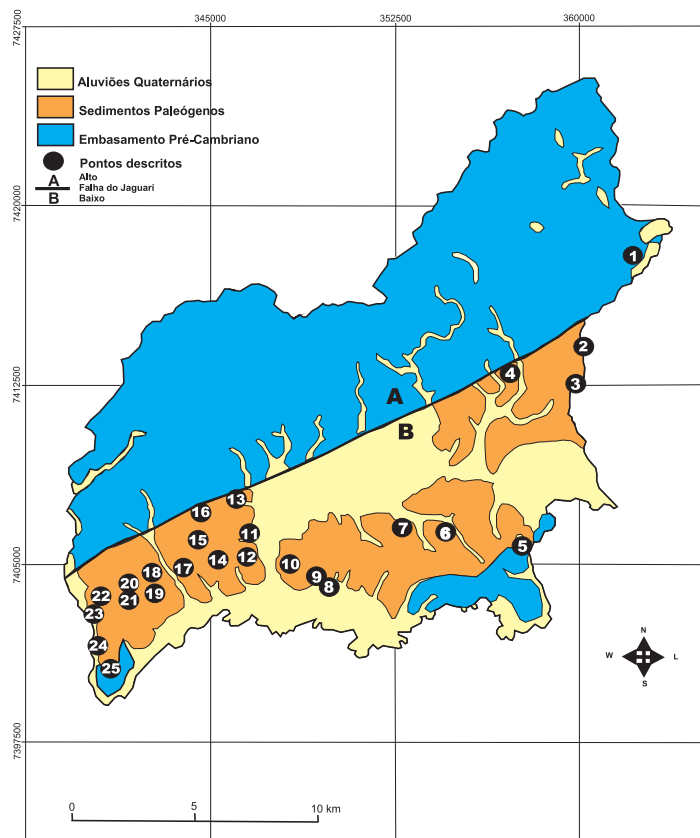 345000 352500 360000
7427500
Aluviões Quaternários
Sedimentos Paleógenos
Embasamento Pré-Cambriano
Pontos descritos
A Alto
Falha do Jaguarí
B Baixo
7420000
1
2
4
3
7412500
A
B
13
16
7
6
11
15
5
12
14
10
7405000
17
18
9
20
8
19
22
21
23
24
N
W L
S
25
7397500
0 5 10 km